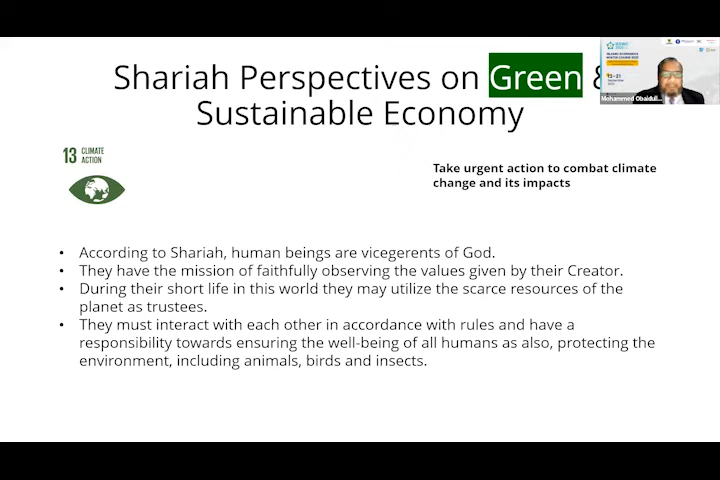 Shariah Perspectives on Green &
Sustainable Economy
13 CLIMATE
ACTION
Take urgent action to combat climate
change and its impacts
• According to Shariah, human beings are vicegerents of God.
• They have the mission of faithfully observing the values given by their Creator.
• During their short life in this world they may utilize the scarce resources of the
planet as trustees.
• They must interact with each other in accordance with rules and have a
responsibility towards ensuring the well-being of all humans as also, protecting the
environment, including animals, birds and insects.
Mohammed Obaidull...